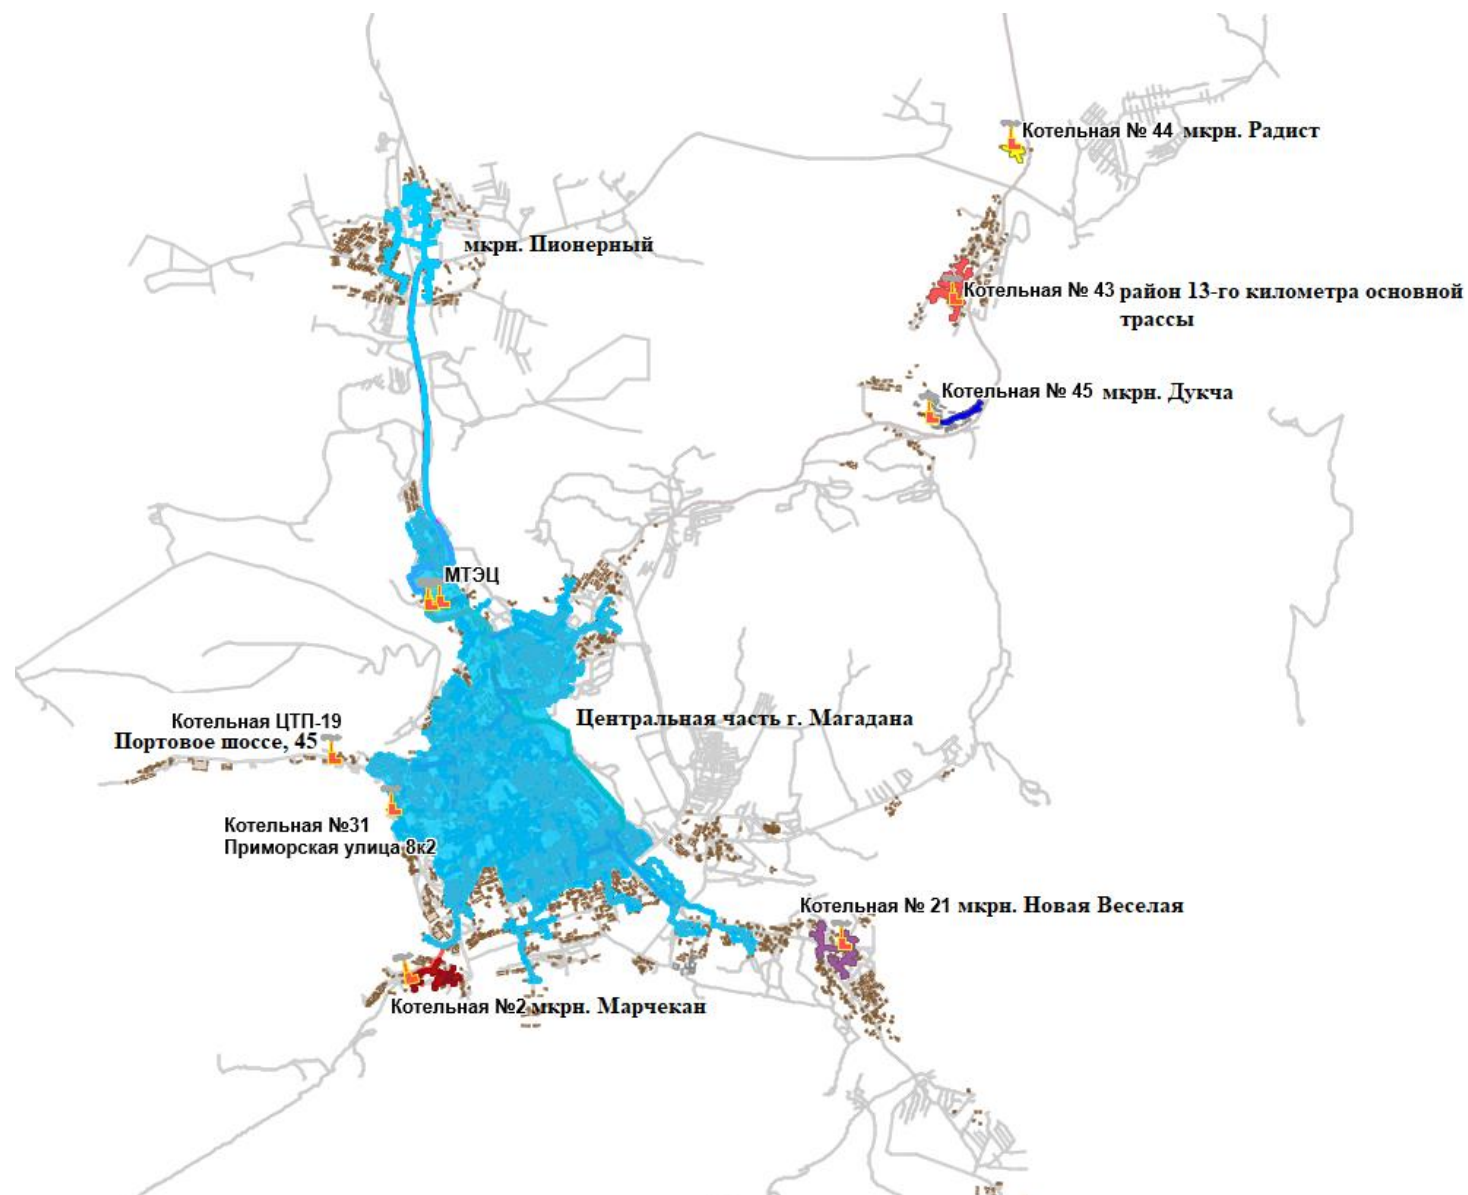 Котельная № 44 мкрн. Радист
мкрн. Пионерный
Котельная № 43 район 13-го километра основной
трассы
Котельная № 45 мкрн. Дукча
МТЭЦ
Котельная ЦТП-19
Портовое шоссе, 45
Центральная часть г. Магадана
Котельная №31
Приморская улица 8к2
Котельная № 21 мкрн. Новая Веселая
Котельная №2 мкрн. Марчекан